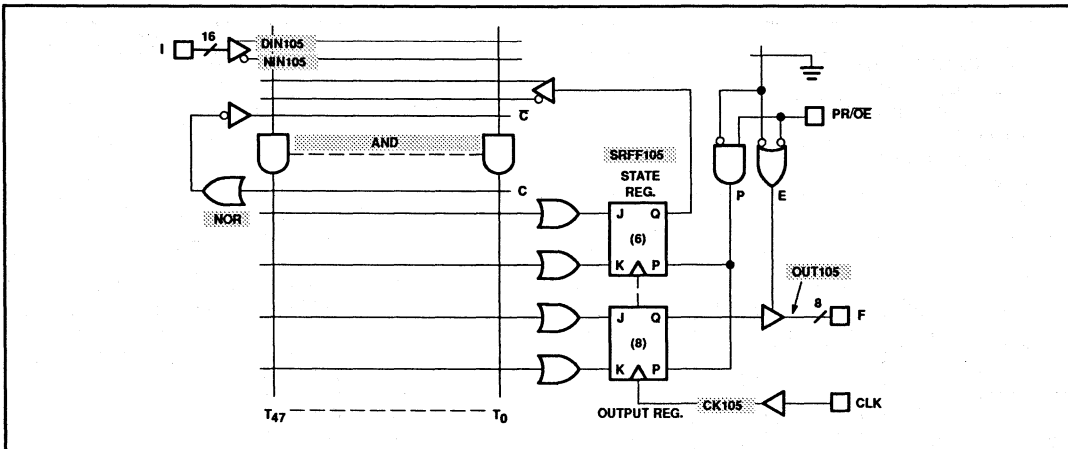 I
16
DIN105
NIN105
C̅
AND
C
NOR
SRFF105
STATE
REG.
PR/O̅E̅
P
E
J Q
(6)
K P
OUT105
8
F
J Q
(8)
K P
T47
T0
OUTPUT REG.
CK105
CLK